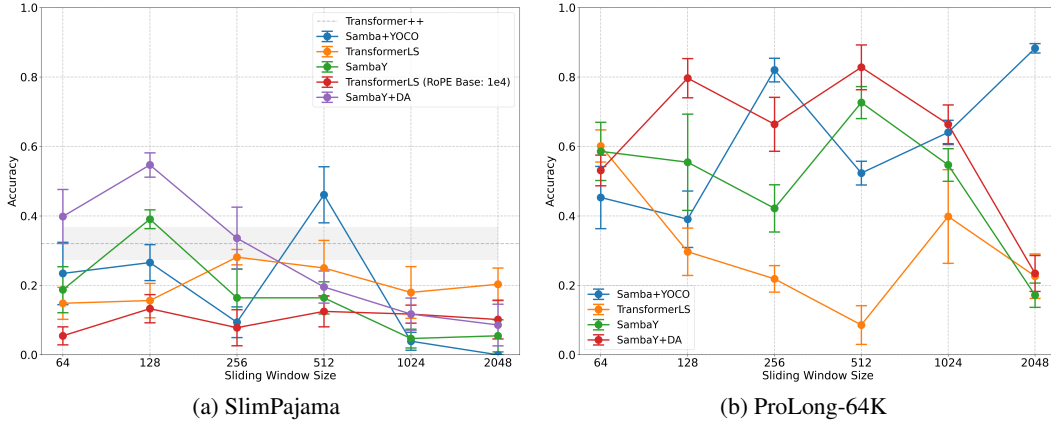 1.0
0.8
0.6
0.4
0.2
0.0
Accuracy
64
128
256
512
1024
2048
Sliding Window Size
Transformer++
Samba+YOCO
TransformerLS
SambaY
TransformerLS (RoPE Base: 1e4)
SambaY+DA
(a) SlimPajama
1.0
0.8
0.6
0.4
0.2
0.0
Accuracy
64
128
256
512
1024
2048
Sliding Window Size
Samba+YOCO
TransformerLS
SambaY
SambaY+DA
(b) ProLong-64K